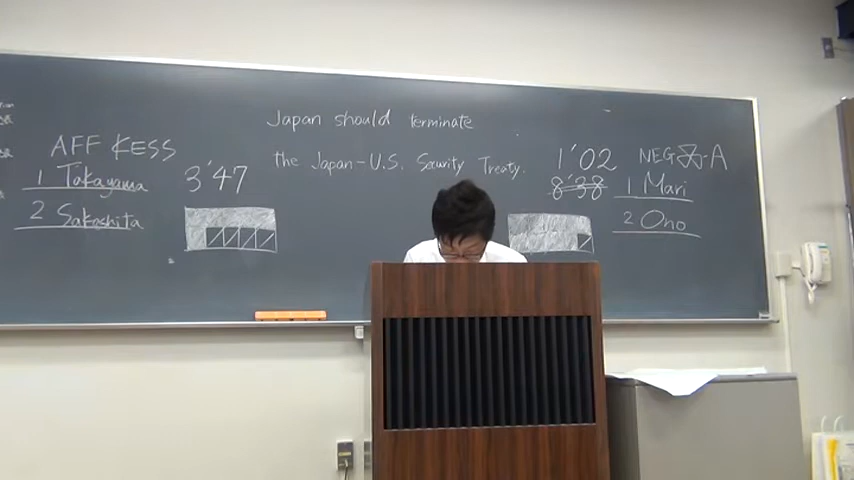 AFF KESS
1 Takayama
2 Sakashita
3'47
Japan should terminate
the Japan-U.S. Security Treaty.
1'02
8'38
NEG 外-A
1 Mari
2 Ono